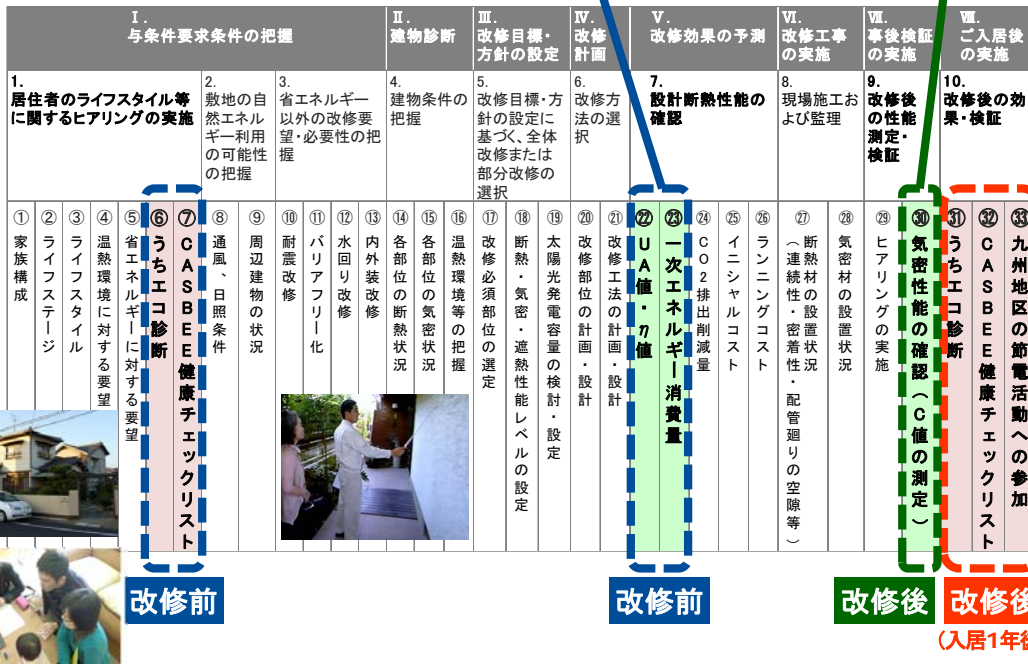 Ⅰ.
与条件要求条件の把握
Ⅱ.
建物診断
Ⅲ.
改修目標・
方針の設定
Ⅳ.
改修
計画
Ⅴ.
改修効果の予測
Ⅵ.
改修工事
の実施
Ⅶ.
事後検証
の実施
Ⅷ.
ご入居後
の実施
1.
居住者のライフスタイル等
に関するヒアリングの実施
2.
敷地の自
然エネル
ギー利用
の可能性
の把握
3.
省エネルギー
以外の改修要
望・必要性の把
握
4.
建物条件の
把握
5.
改修目標・方
針の設定に
基づく、全体
改修または
部分改修の
選択
6.
改修方
法の選
択
7.
設計断熱性能の
確認
8.
現場施工お
よび監理
9.
改修後
の性能
測定・
検証
10.
改修後の効
果・検証
①家族構成
②ライフステージ
③ライフスタイル
④温熱環境に対する要望
⑤省エネルギーに対する要望
⑥うちエコ診断
⑦CASBEE健康チェックリスト
⑧通風、日照条件
⑨周辺建物の状況
⑩耐震改修
⑪バリアフリー化
⑫水回り改修
⑬内外装改修
⑭各部位の断熱状況
⑮各部位の気密状況
⑯温熱環境等の把握
⑰改修必須部位の選定
⑱断熱・気密・遮熱性能レベルの設定
⑲太陽光発電容量の検討・設定
⑳改修部位の計画・設計
㉑改修工法の計画・設計
㉒UA値・η値
㉓一次エネルギー消費量
㉔CO2排出削減量
㉕イニシャルコスト
㉖ランニングコスト
㉗断熱材の設置状況
（連続性・密着性・配管廻りの空隙等）
㉘気密材の設置状況
㉙ヒアリングの実施
㉚気密性能の確認（C値の測定）
㉛うちエコ診断
㉜CASBEE健康チェックリスト
㉝九州地区の節電活動への参加
改修前
改修前
改修後
改修後
（入居1年後